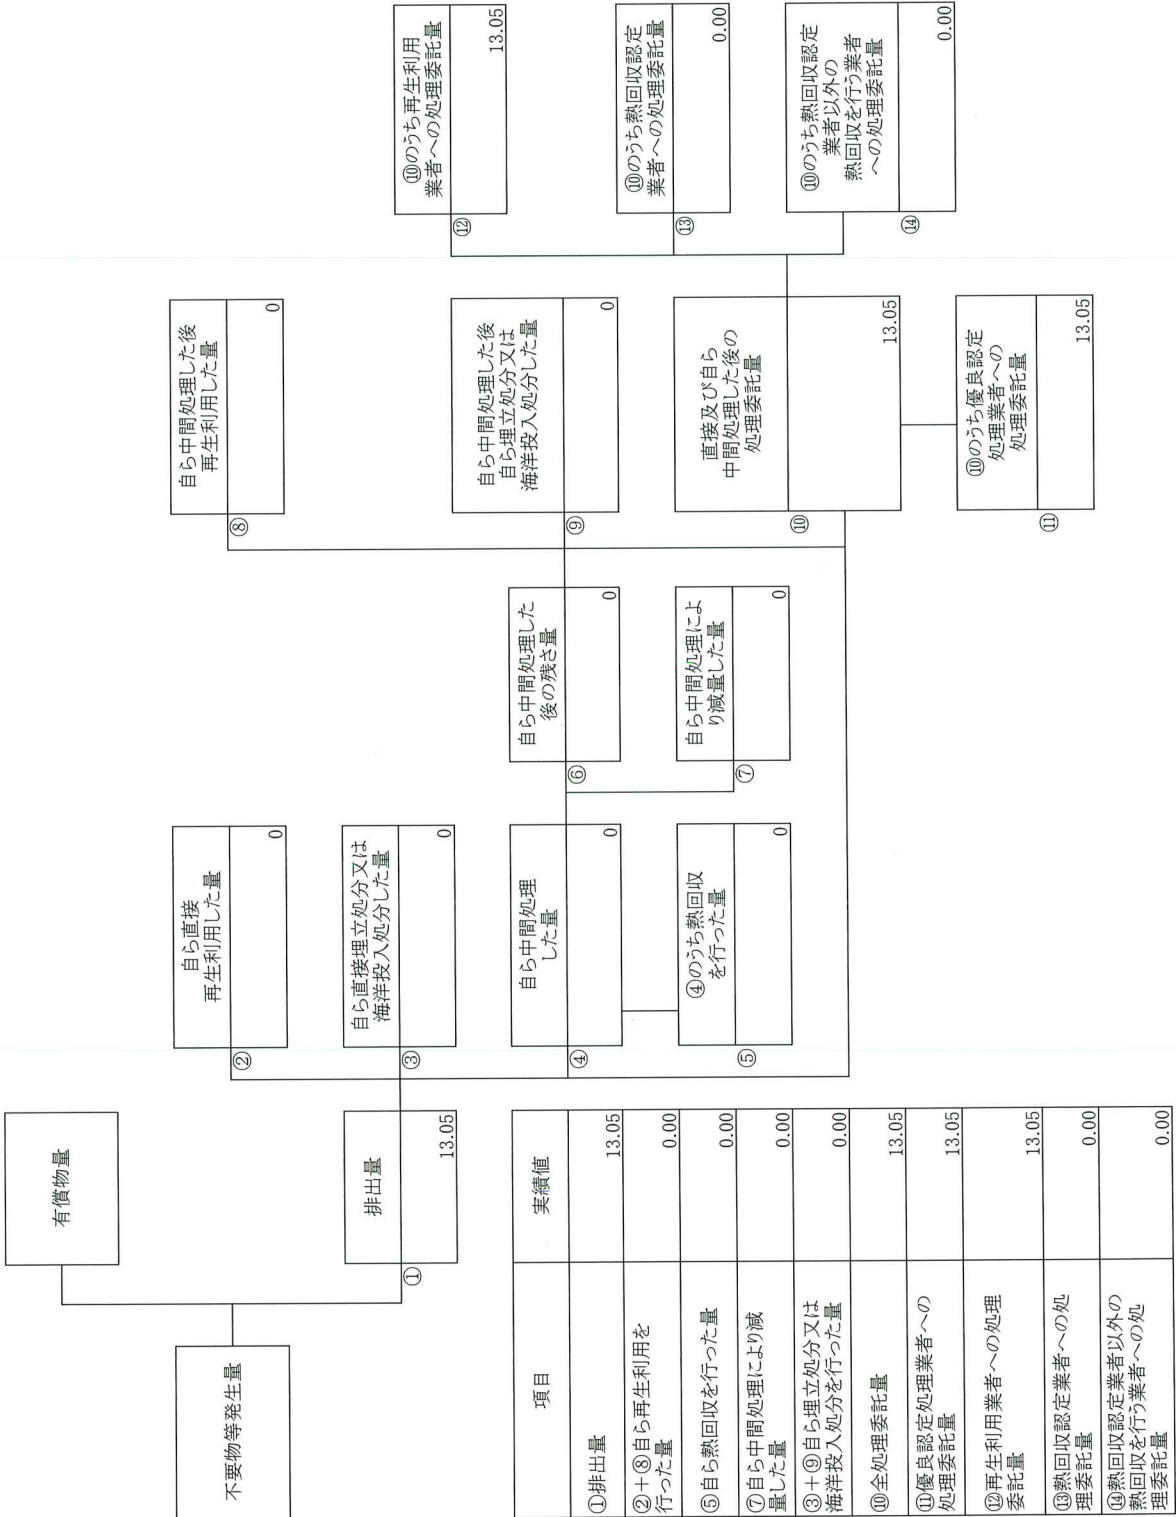 有償物量
不要物等発生量
排出量
①
13.05
自ら直接
再生利用した量
②
0
自ら直接埋立処分又は
海洋投入処分した量
③
0
自ら中間処理
した量
④
0
④のうち熱回収
を行った量
⑤
0
自ら中間処理した
後の残さ量
⑥
0
自ら中間処理によ
り減量した量
⑦
0
自ら中間処理した後
再生利用した量
⑧
0
自ら中間処理した後
自ら埋立処分又は
海洋投入処分した量
⑨
0
直接及び自ら
中間処理した後の
処理委託量
⑩
13.05
⑩のうち優良認定
処理業者への
処理委託量
⑪
13.05
⑩のうち再生利用
業者への処理委託量
⑫
13.05
⑩のうち熱回収認定
業者への処理委託量
⑬
0.00
⑩のうち熱回収認定
業者以外の
熱回収を行う業者
への処理委託量
⑭
0.00
項目 実績値
①排出量 13.05
②+⑧自ら再生利用を
行った量 0.00
⑤自ら熱回収を行った量 0.00
⑦自ら中間処理により減
量した量 0.00
③+⑨自ら埋立処分又は
海洋投入処分を行った量 0.00
⑩全処理委託量 13.05
⑪優良認定処理業者への
処理委託量 13.05
⑫再生利用業者への処理
委託量 13.05
⑬熱回収認定業者への処
理委託量 0.00
⑭熱回収認定業者以外の
熱回収を行う業者への処
理委託量 0.00